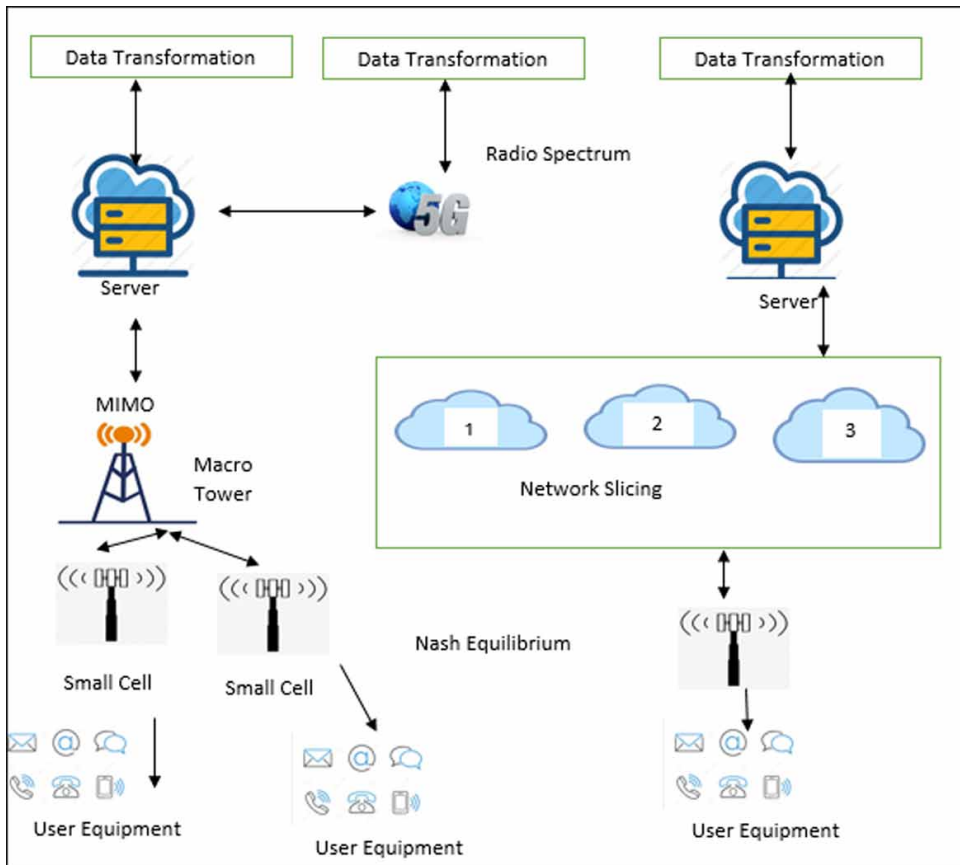 Data Transformation
Data Transformation
Data Transformation
Radio Spectrum
5G
Server
Server
MIMO
Macro
Tower
1
2
3
Network Slicing
Nash Equilibrium
Small Cell
Small Cell
@
@
@
User Equipment
User Equipment
User Equipment